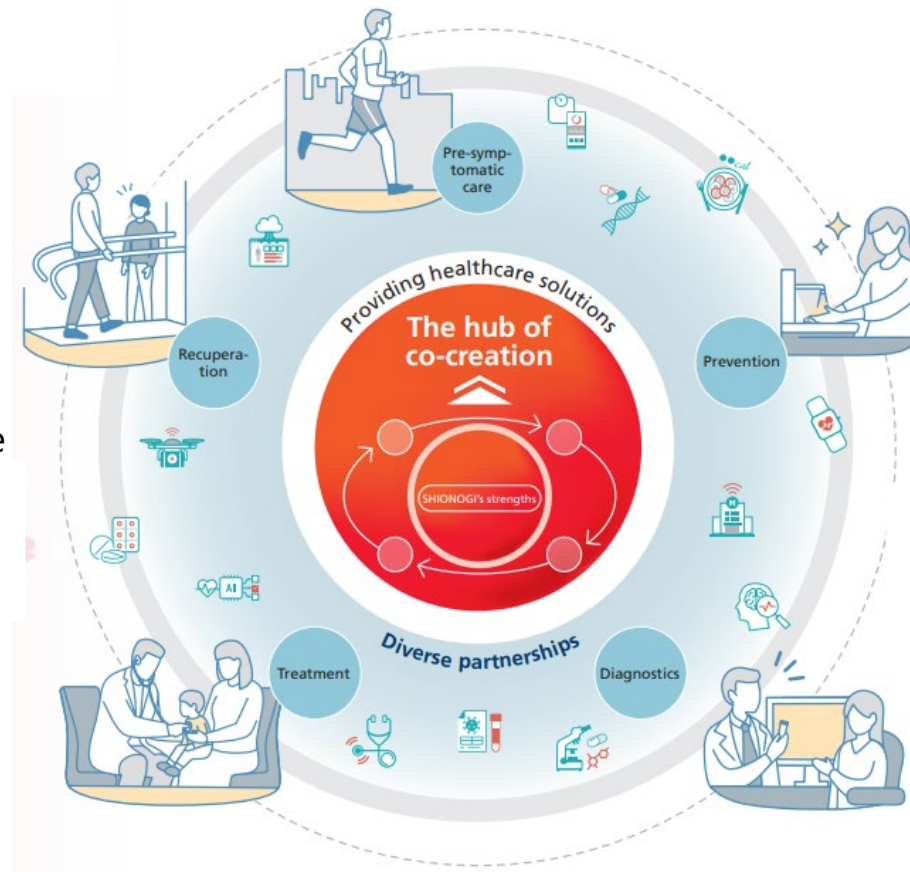 Pre-symp-
tomatic
care
Providing healthcare solutions
The hub of
co-creation
Recupera-
tion
Prevention
SHIONOGI's strengths
AI
H
cal
Diverse partnerships
Treatment
Diagnostics
e